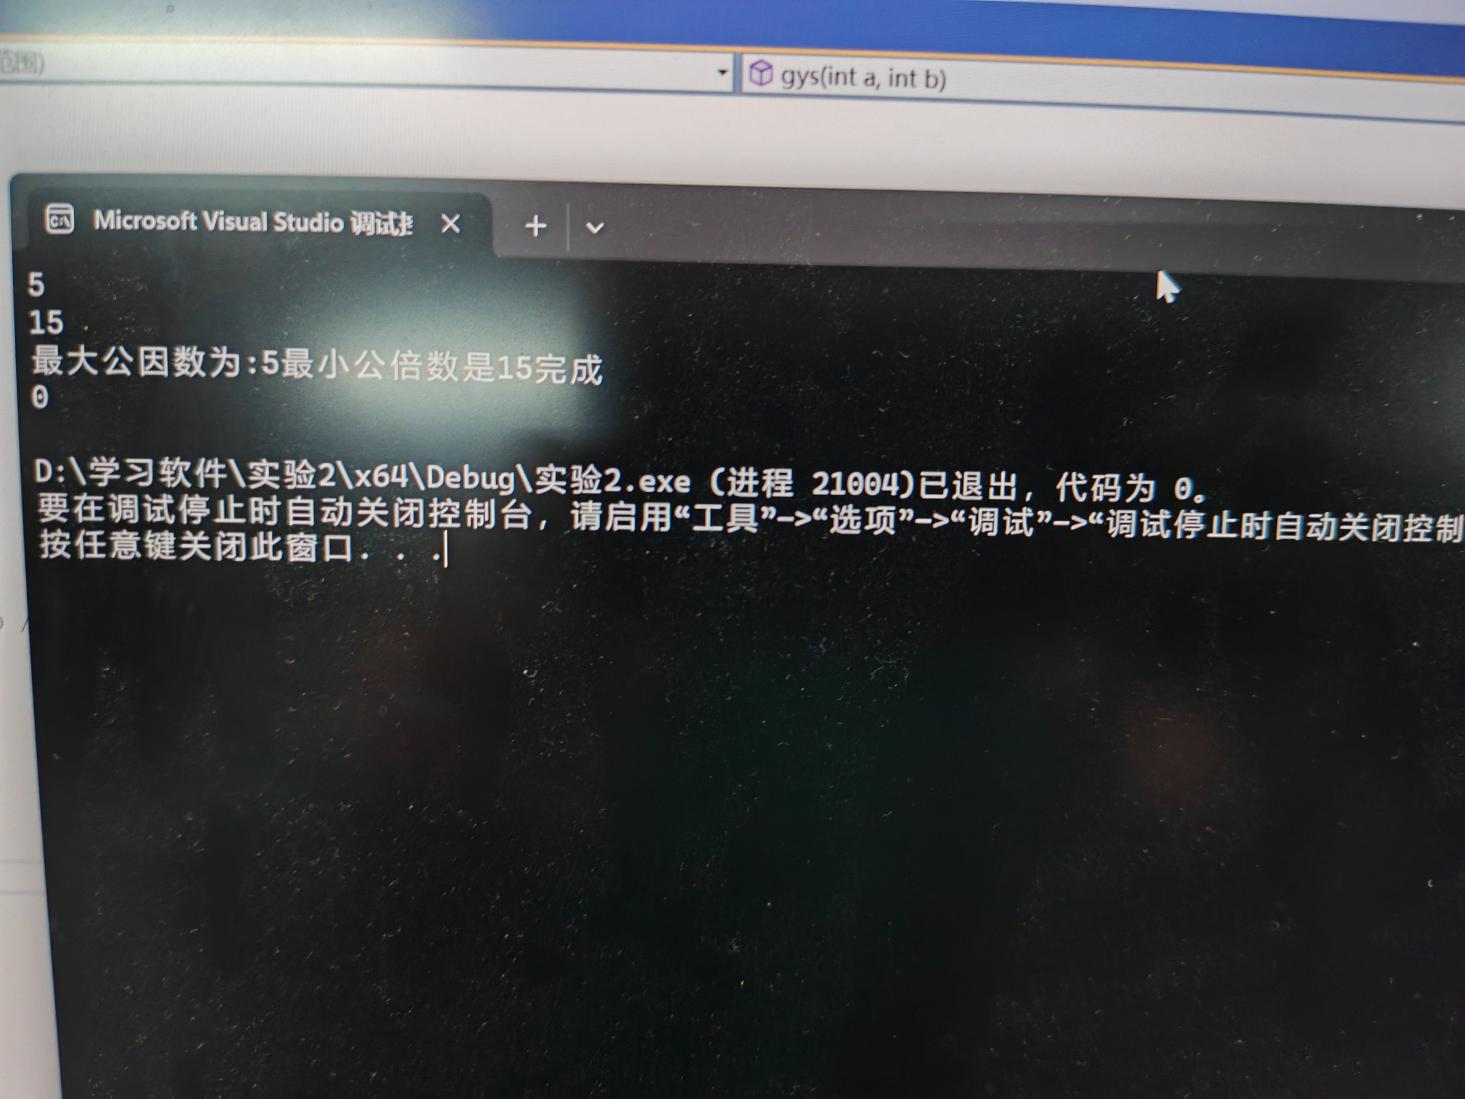 范围)
gys(int a, int b)
Microsoft Visual Studio 调试
5
15
最大公因数为:5最小公倍数是15完成
0
D:\学习软件\实验2\x64\Debug\实验2.exe (进程 21004)已退出，代码为 0。
要在调试停止时自动关闭控制台，请启用“工具”->“选项”->“调试”->“调试停止时自动关闭控制
按任意键关闭此窗口. . .